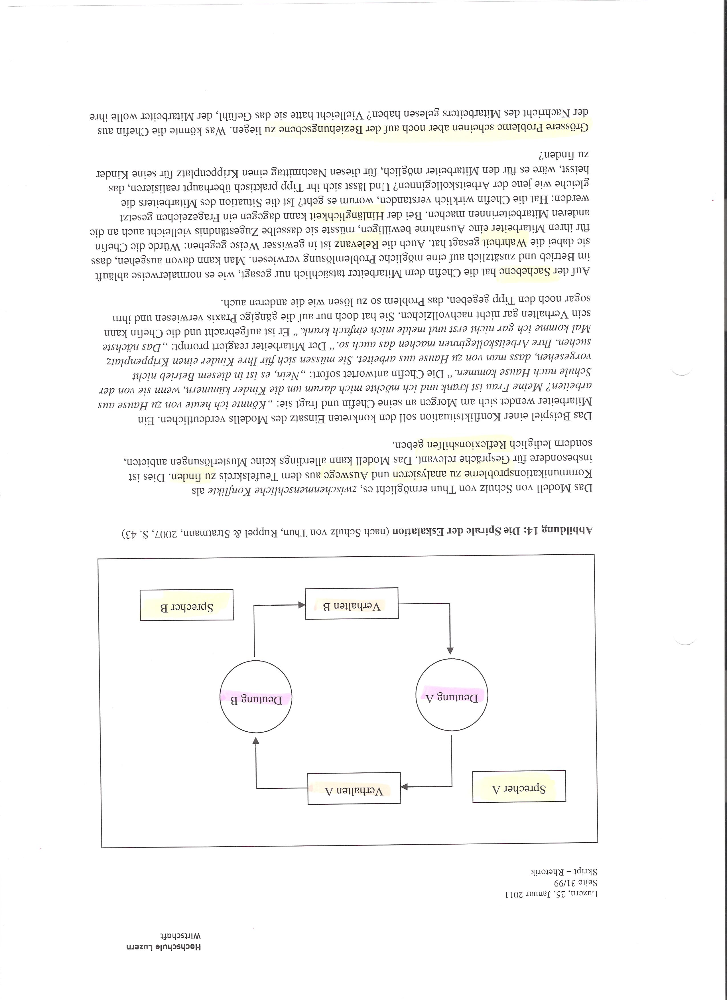 Hochschule Luzern
Wirtschaft
Luzern, 25. Januar 2011
Seite 31/99
Skript – Rhetorik
Sprecher A
Verhalten A
Deutung A
Deutung B
Verhalten B
Sprecher B
Abbildung 14: Die Spirale der Eskalation (nach Schulz von Thun, Ruppel & Stratmann, 2007, S. 43)
Das Modell von Schulz von Thun ermöglicht es, zwischenmenschliche Konflikte als
Kommunikationsprobleme zu analysieren und Auswege aus dem Teufelskreis zu finden. Dies ist
insbesondere für Gespräche relevant. Das Modell kann allerdings keine Musterlösungen anbieten,
sondern lediglich Reflexionshilfen geben.
Das Beispiel einer Konfliktsituation soll den konkreten Einsatz des Modells verdeutlichen. Ein
Mitarbeiter wendet sich am Morgen an seine Chefin und fragt sie: „Könnte ich heute von zu Hause aus
arbeiten? Meine Frau ist krank und ich möchte mich darum um die Kinder kümmern, wenn sie von der
Schule nach Hause kommen.“ Die Chefin antwortet sofort: „Nein, es ist in diesem Betrieb nicht
vorgesehen, dass man von zu Hause aus arbeitet. Sie müssen sich für Ihre Kinder einen Krippenplatz
suchen. Ihre Arbeitskolleginnen machen das auch so.“ Der Mitarbeiter reagiert prompt: „Das nächste
Mal komme ich gar nicht erst und melde mich einfach krank.“ Er ist aufgebracht und die Chefin kann
sein Verhalten gar nicht nachvollziehen. Sie hat doch nur auf die gängige Praxis verwiesen und ihm
sogar noch den Tipp gegeben, das Problem so zu lösen wie die anderen auch.
Auf der Sachebene hat die Chefin dem Mitarbeiter tatsächlich nur gesagt, wie es normalerweise abläuft
im Betrieb und zusätzlich auf eine mögliche Problemlösung verwiesen. Man kann davon ausgehen, dass
sie dabei die Wahrheit gesagt hat. Auch die Relevanz ist in gewisser Weise gegeben: Würde die Chefin
für ihren Mitarbeiter eine Ausnahme bewilligen, müsste sie dasselbe Zugeständnis vielleicht auch an die
anderen Mitarbeiterinnen machen. Bei der Hinlänglichkeit kann dagegen ein Fragezeichen gesetzt
werden: Hat die Chefin wirklich verstanden, worum es geht? Ist die Situation des Mitarbeiters die
gleiche wie jene der Arbeitskolleginnen? Und lässt sich ihr Tipp praktisch überhaupt realisieren, das
heisst, wäre es für den Mitarbeiter möglich, für diesen Nachmittag einen Krippenplatz für seine Kinder
zu finden?
Grössere Probleme scheinen aber noch auf der Beziehungsebene zu liegen. Was könnte die Chefin aus
der Nachricht des Mitarbeiters gelesen haben? Vielleicht hatte sie das Gefühl, der Mitarbeiter wolle ihre